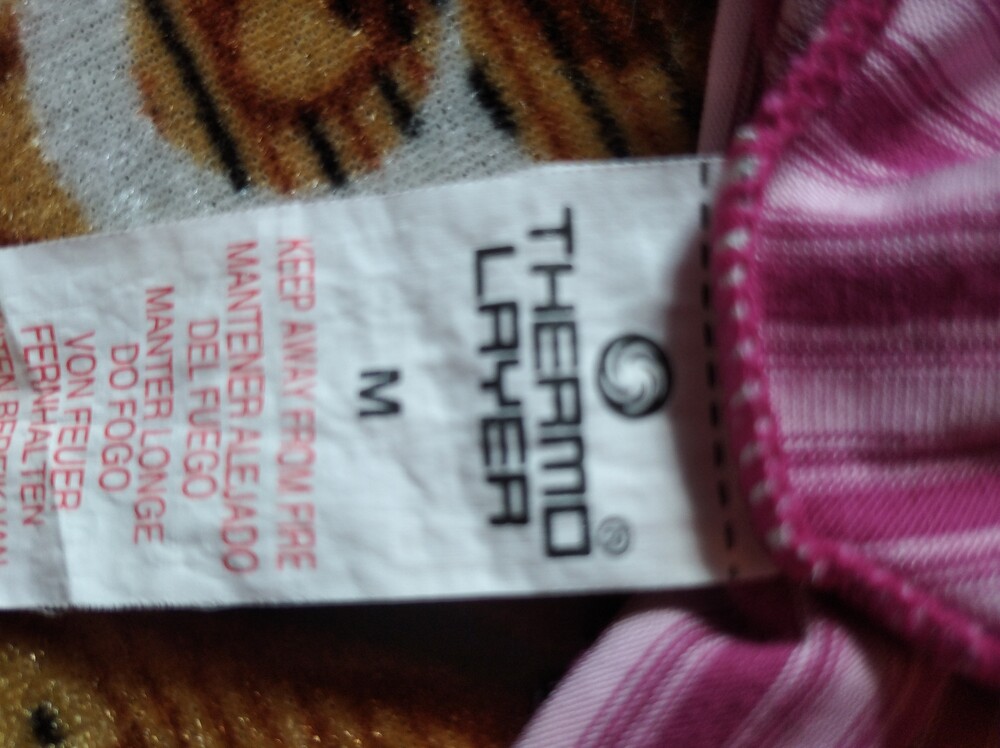 THERMO®
LAYER
M
KEEP AWAY FROM FIRE
MANTENER ALEJADO
DEL FUEGO
MANTER LONGE
DO FOGO
VON FEUER
FERNHALTEN